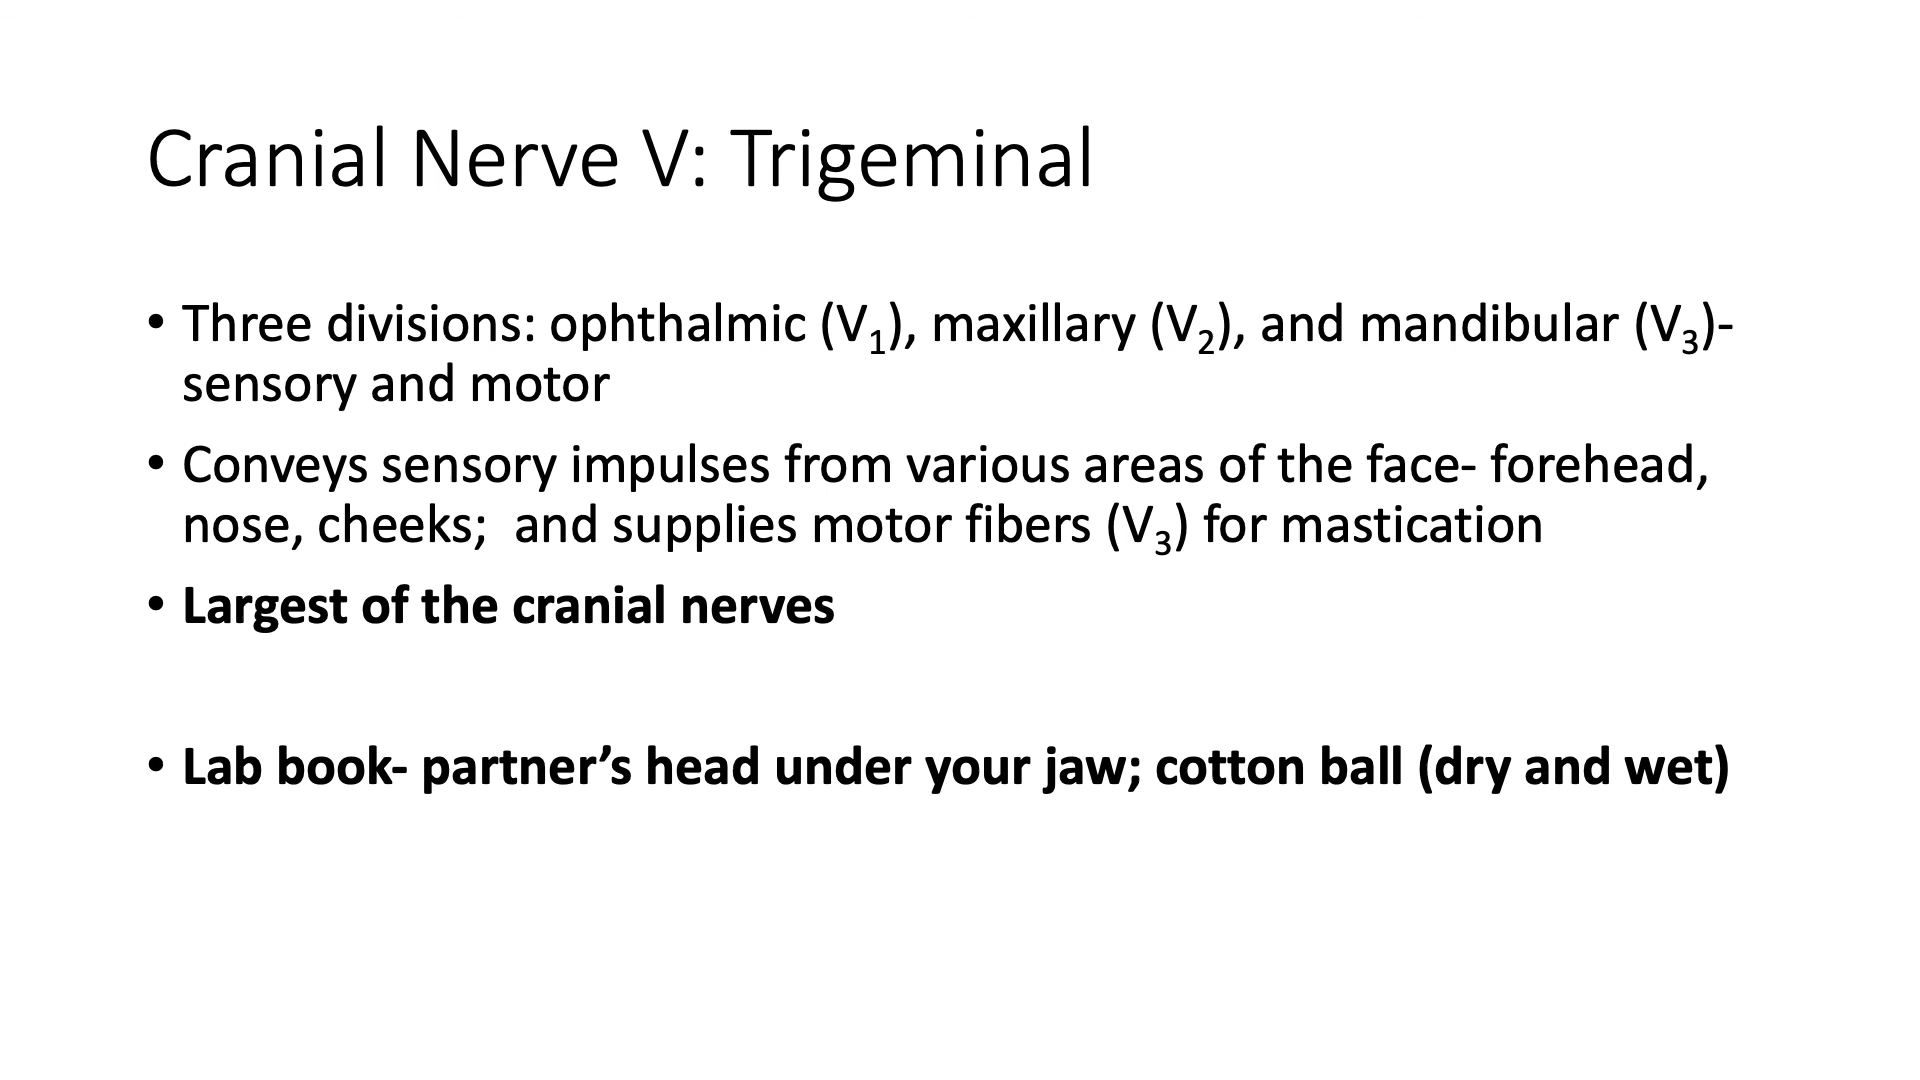 Cranial Nerve V: Trigeminal
• Three divisions: ophthalmic (V₁), maxillary (V₂), and mandibular (V₃)-
sensory and motor
• Conveys sensory impulses from various areas of the face- forehead,
nose, cheeks;  and supplies motor fibers (V₃) for mastication
• Largest of the cranial nerves
• Lab book- partner’s head under your jaw; cotton ball (dry and wet)